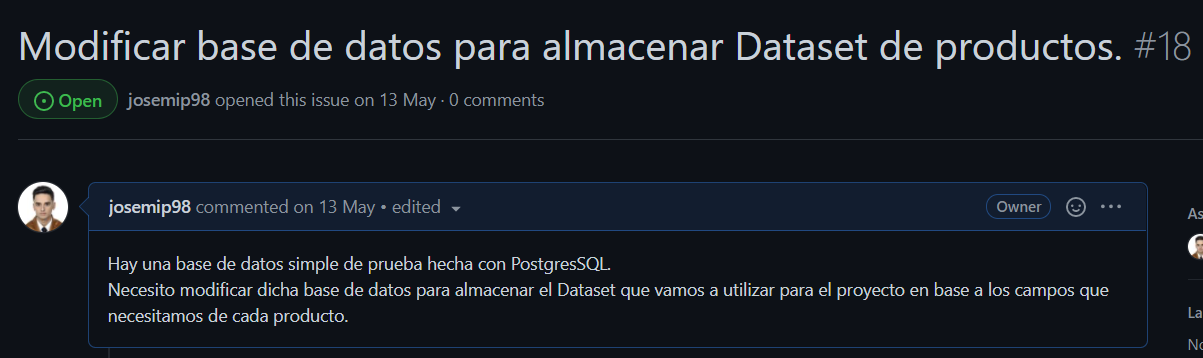 Modificar base de datos para almacenar Dataset de productos. #18
Open josemip98 opened this issue on 13 May · 0 comments
josemip98 commented on 13 May • edited Owner
Hay una base de datos simple de prueba hecha con PostgresSQL.
Necesito modificar dicha base de datos para almacenar el Dataset que vamos a utilizar para el proyecto en base a los campos que
necesitamos de cada producto.
As
La
No